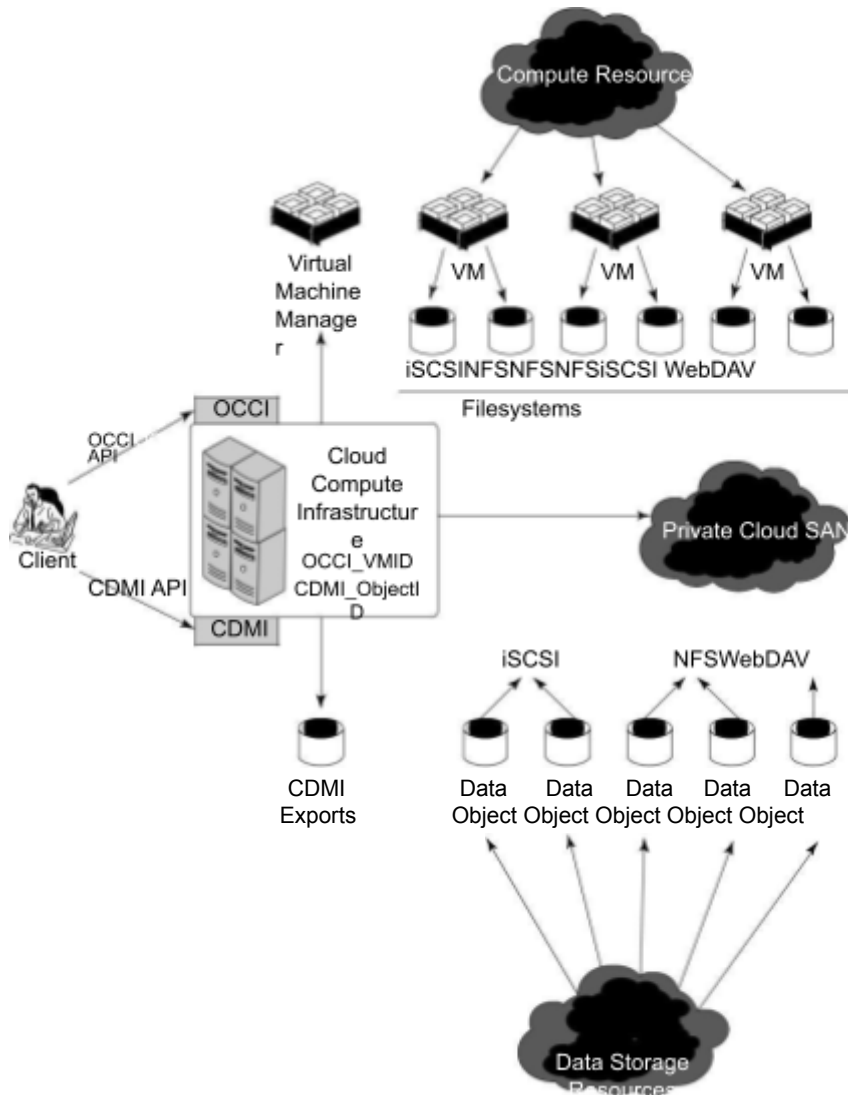 Compute Resource
Virtual
Machine
Manage
r
VM
VM
VM
iSCSINFSNFSNFSiSCSI WebDAV
Filesystems
OCCI
OCCI
API
Cloud
Compute
Infrastructur
e
OCCI_VMID
CDMI_ObjectI
D
Private Cloud SAN
Client
CDMI API
CDMI
iSCSI
NFSWebDAV
CDMI
Exports
Data Data Data Data Data
Object Object Object Object Object
Data Storage
Resources